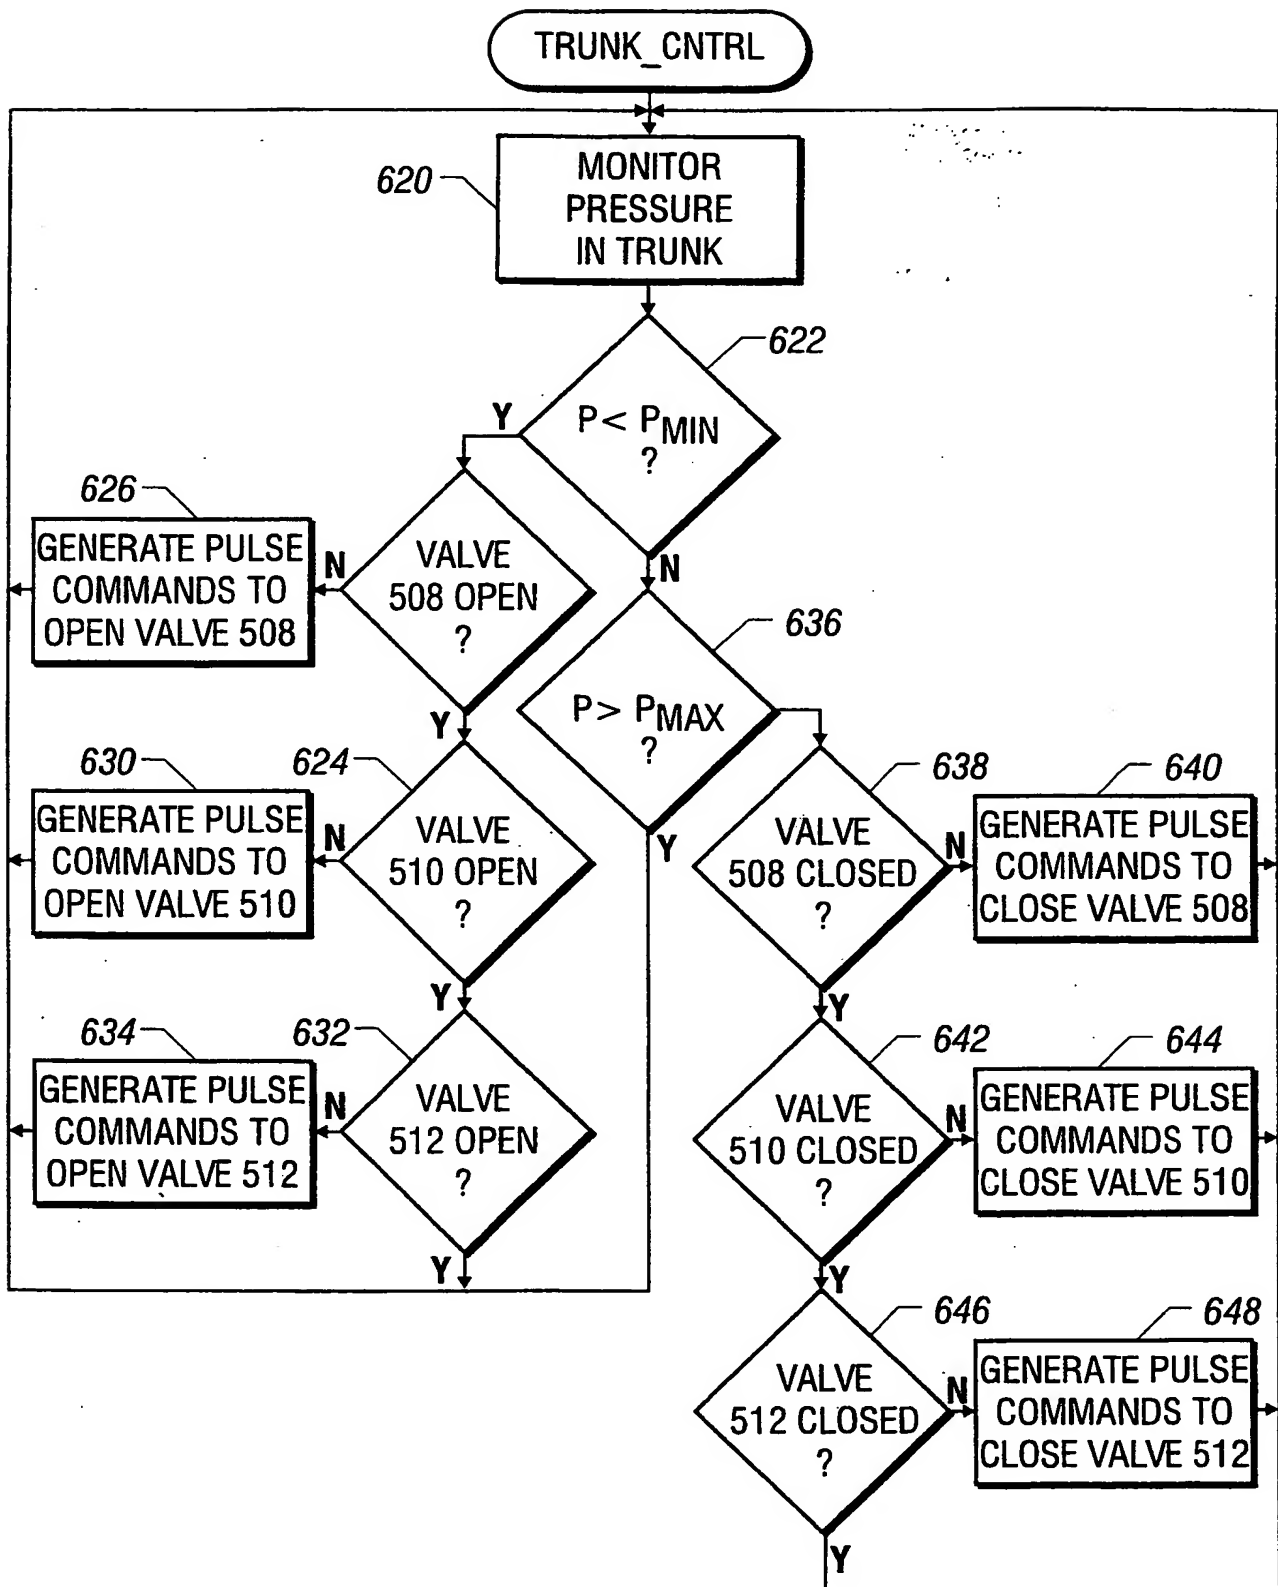 TRUNK_CNTRL
620
MONITOR
PRESSURE
IN TRUNK
622
P< PMIN
?
Y
N
626
GENERATE PULSE
COMMANDS TO
OPEN VALVE 508
N
VALVE
508 OPEN
?
Y
636
P> PMAX
?
Y
630
GENERATE PULSE
COMMANDS TO
OPEN VALVE 510
N
624
VALVE
510 OPEN
?
Y
638
VALVE
508 CLOSED
?
N
Y
640
GENERATE PULSE
COMMANDS TO
CLOSE VALVE 508
634
GENERATE PULSE
COMMANDS TO
OPEN VALVE 512
N
632
VALVE
512 OPEN
?
Y
642
VALVE
510 CLOSED
?
N
Y
644
GENERATE PULSE
COMMANDS TO
CLOSE VALVE 510
646
VALVE
512 CLOSED
?
N
Y
648
GENERATE PULSE
COMMANDS TO
CLOSE VALVE 512